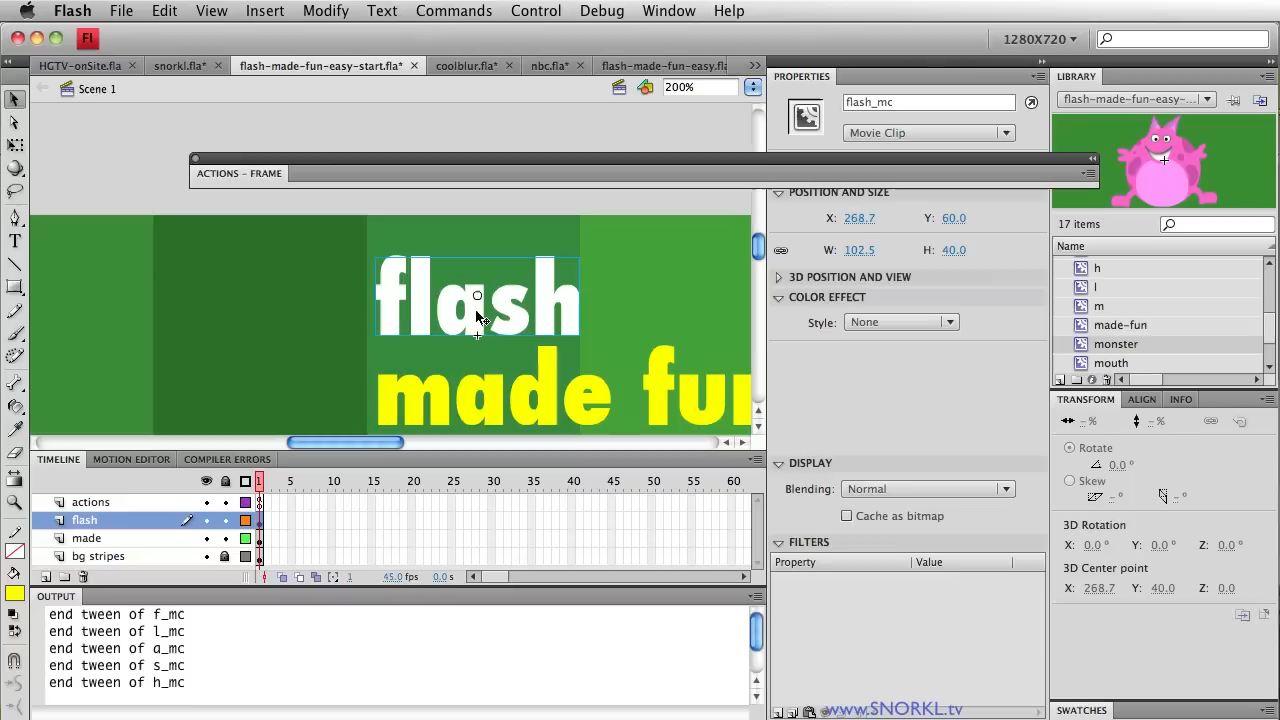 Flash File Edit View Insert Modify Text Commands Control Debug Window Help
Fl 1280X720
HGTV-onSite.fla snorkl.fla* flash-made-fun-easy-start.fla* coolblur.fla* nbc.fla* flash-made-fun-easy.fla
Scene 1 200%
ACTIONS – FRAME
flash
made fun
PROPERTIES
flash_mc
Movie Clip
POSITION AND SIZE
X: 268.7 Y: 60.0
W: 102.5 H: 40.0
3D POSITION AND VIEW
COLOR EFFECT
Style: None
DISPLAY
Blending: Normal
Cache as bitmap
FILTERS
Property Value
LIBRARY
flash-made-fun-easy-...
17 items
Name
h
l
m
made-fun
monster
mouth
TRANSFORM ALIGN INFO
Rotate
0.0°
Skew
3D Rotation
X: 0.0° Y: 0.0° Z: 0.0°
3D Center point
X: 268.7 Y: 40.0 Z: 0.0
SWATCHES
TIMELINE MOTION EDITOR COMPILER ERRORS
1 5 10 15 20 25 30 35 40 45 50 55 60
actions
flash
made
bg stripes
1 45.0 fps 0.0 s
OUTPUT
end tween of f_mc
end tween of l_mc
end tween of a_mc
end tween of s_mc
end tween of h_mc
www.SNORKL.tv